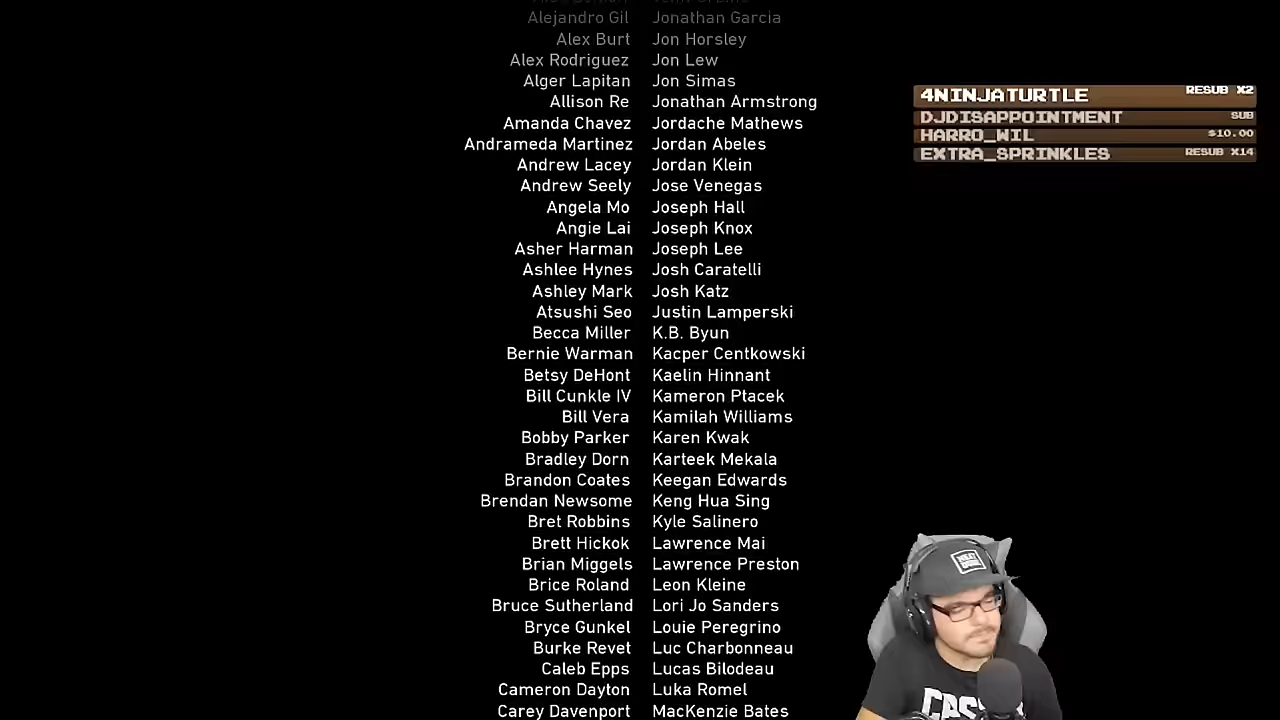 Alejandro Gil Jonathan Garcia
Alex Burt Jon Horsley
Alex Rodriguez Jon Lew
Alger Lapitan Jon Simas
Allison Re Jonathan Armstrong
Amanda Chavez Jordache Mathews
Andrameda Martinez Jordan Abeles
Andrew Lacey Jordan Klein
Andrew Seely Jose Venegas
Angela Mo Joseph Hall
Angie Lai Joseph Knox
Asher Harman Joseph Lee
Ashlee Hynes Josh Caratelli
Ashley Mark Josh Katz
Atsushi Seo Justin Lamperski
Becca Miller K.B. Byun
Bernie Warman Kacper Centkowski
Betsy DeHont Kaelin Hinnant
Bill Cunkle IV Kameron Ptacek
Bill Vera Kamilah Williams
Bobby Parker Karen Kwak
Bradley Dorn Karteek Mekala
Brandon Coates Keegan Edwards
Brendan Newsome Keng Hua Sing
Bret Robbins Kyle Salinero
Brett Hickok Lawrence Mai
Brian Miggels Lawrence Preston
Brice Roland Leon Kleine
Bruce Sutherland Lori Jo Sanders
Bryce Gunkel Louie Peregrino
Burke Revet Luc Charbonneau
Caleb Epps Lucas Bilodeau
Cameron Dayton Luka Romel
Carey Davenport MacKenzie Bates
4NINJATURTLE RESUB X2
DJDISAPPOINTMENT SUB
HARRO_WIL $10.00
EXTRA_SPRINKLES RESUB X14